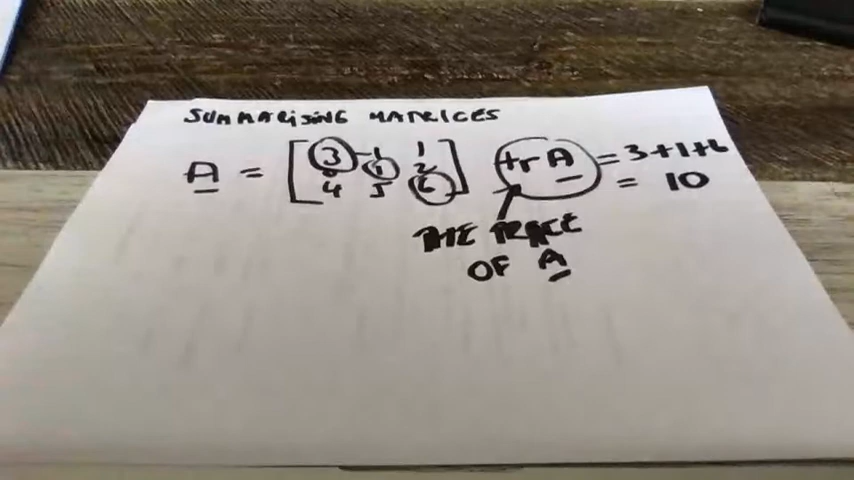 SUMMARISING MATRICES
A = [ 3 -1 1
0 1 2
4 5 6 ] tr A = 3+1+6
= 10
THE TRACE
OF A